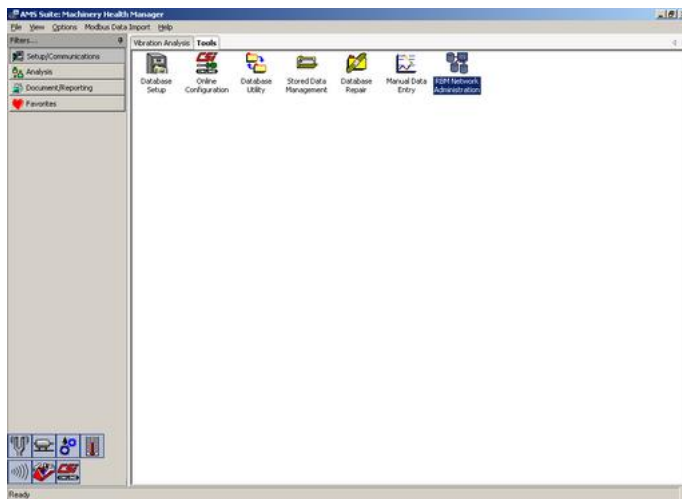 AMS Suite: Machinery Health Manager
File View Options Modbus Data Import Help
Filters...
Setup/Communications
Analysis
Document/Reporting
Favorites
Vibration Analysis Tools
Database Setup
CSI
Online Configuration
Database Utility
Stored Data Management
Database Repair
Manual Data Entry
RBM Network Administration
CSI
Ready